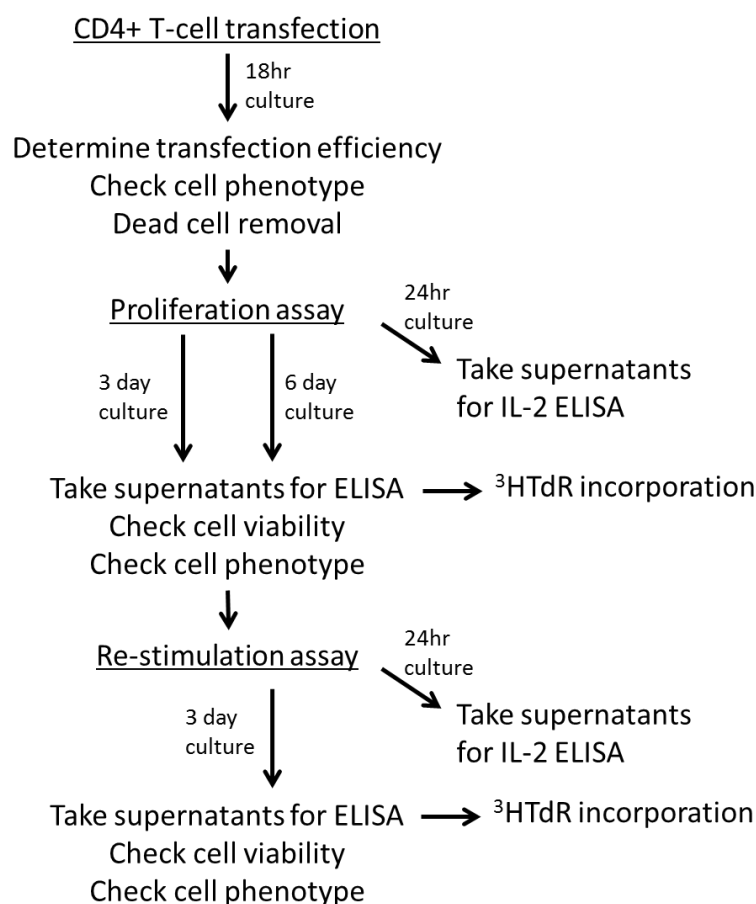 CD4+ T-cell transfection
18hr
culture
Determine transfection efficiency
Check cell phenotype
Dead cell removal
Proliferation assay
24hr
culture
3 day
culture
6 day
culture
Take supernatants
for IL-2 ELISA
Take supernatants for ELISA
³HTdR incorporation
Check cell viability
Check cell phenotype
Re-stimulation assay
24hr
culture
3 day
culture
Take supernatants
for IL-2 ELISA
Take supernatants for ELISA
³HTdR incorporation
Check cell viability
Check cell phenotype